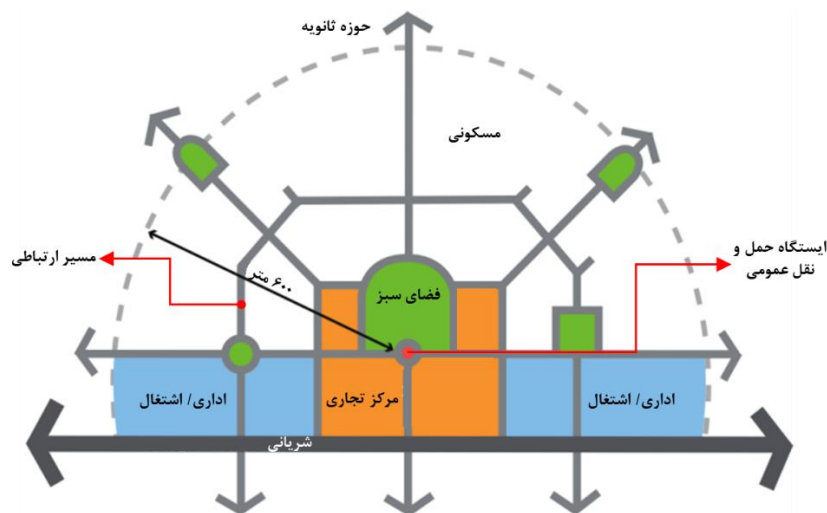 حوزه ثانویه
مسکونی
ایستگاه حمل و
نقل عمومی
مسیر ارتباطی
۶۰۰ متر
فضای سبز
اداری/ اشتغال
مرکز تجاری
اداری/ اشتغال
شریانی